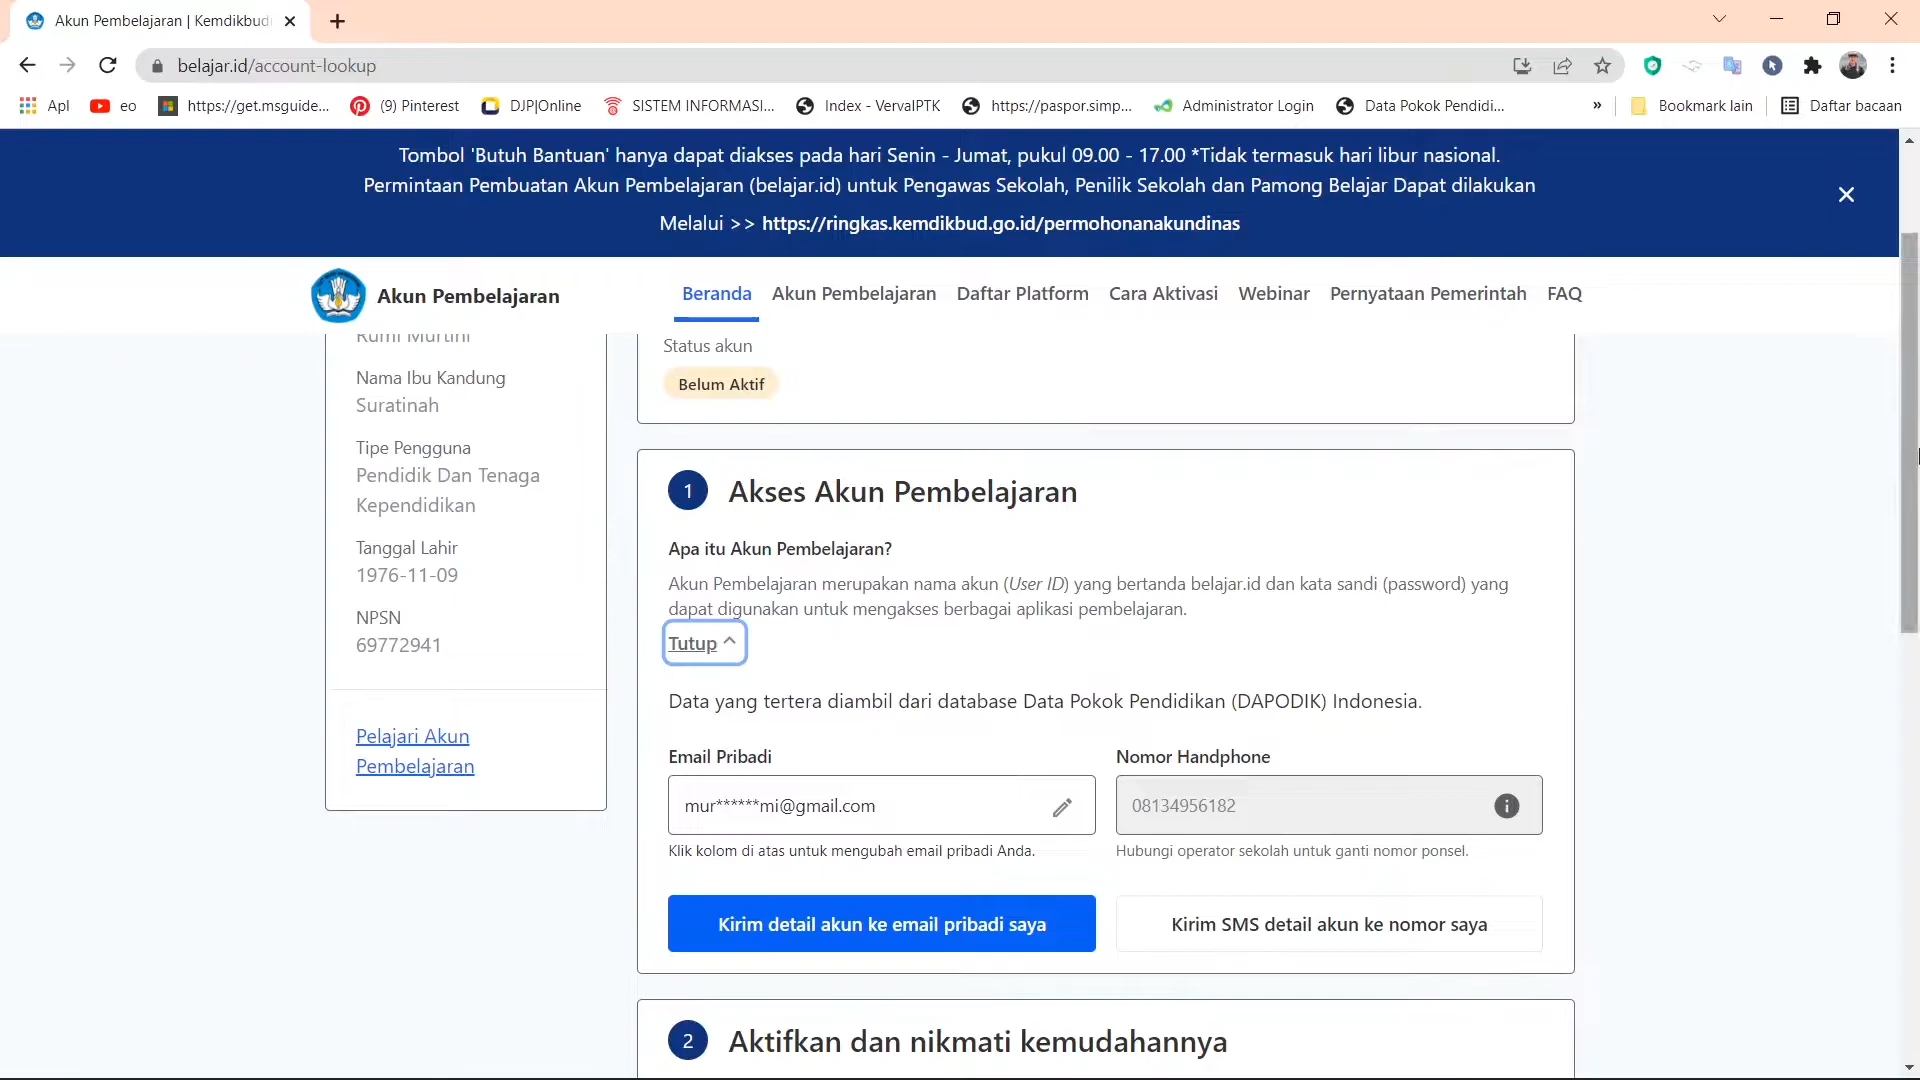 Akun Pembelajaran | Kemdikbud
belajar.id/account-lookup
Apl
eo
https://get.msguide...
(9) Pinterest
DJP|Online
SISTEM INFORMASI...
Index - VervalPTK
https://paspor.simp...
Administrator Login
Data Pokok Pendidi...
»
Bookmark lain
Daftar bacaan
Tombol 'Butuh Bantuan' hanya dapat diakses pada hari Senin - Jumat, pukul 09.00 - 17.00 *Tidak termasuk hari libur nasional.
Permintaan Pembuatan Akun Pembelajaran (belajar.id) untuk Pengawas Sekolah, Penilik Sekolah dan Pamong Belajar Dapat dilakukan
Melalui >> https://ringkas.kemdikbud.go.id/permohonanakundinas
Akun Pembelajaran
Beranda
Akun Pembelajaran
Daftar Platform
Cara Aktivasi
Webinar
Pernyataan Pemerintah
FAQ
Rumi Murtini
Nama Ibu Kandung
Suratinah
Tipe Pengguna
Pendidik Dan Tenaga
Kependidikan
Tanggal Lahir
1976-11-09
NPSN
69772941
Pelajari Akun
Pembelajaran
Status akun
Belum Aktif
1
Akses Akun Pembelajaran
Apa itu Akun Pembelajaran?
Akun Pembelajaran merupakan nama akun (User ID) yang bertanda belajar.id dan kata sandi (password) yang
dapat digunakan untuk mengakses berbagai aplikasi pembelajaran.
Tutup
Data yang tertera diambil dari database Data Pokok Pendidikan (DAPODIK) Indonesia.
Email Pribadi
mur******mi@gmail.com
Klik kolom di atas untuk mengubah email pribadi Anda.
Nomor Handphone
08134956182
Hubungi operator sekolah untuk ganti nomor ponsel.
Kirim detail akun ke email pribadi saya
Kirim SMS detail akun ke nomor saya
2
Aktifkan dan nikmati kemudahannya